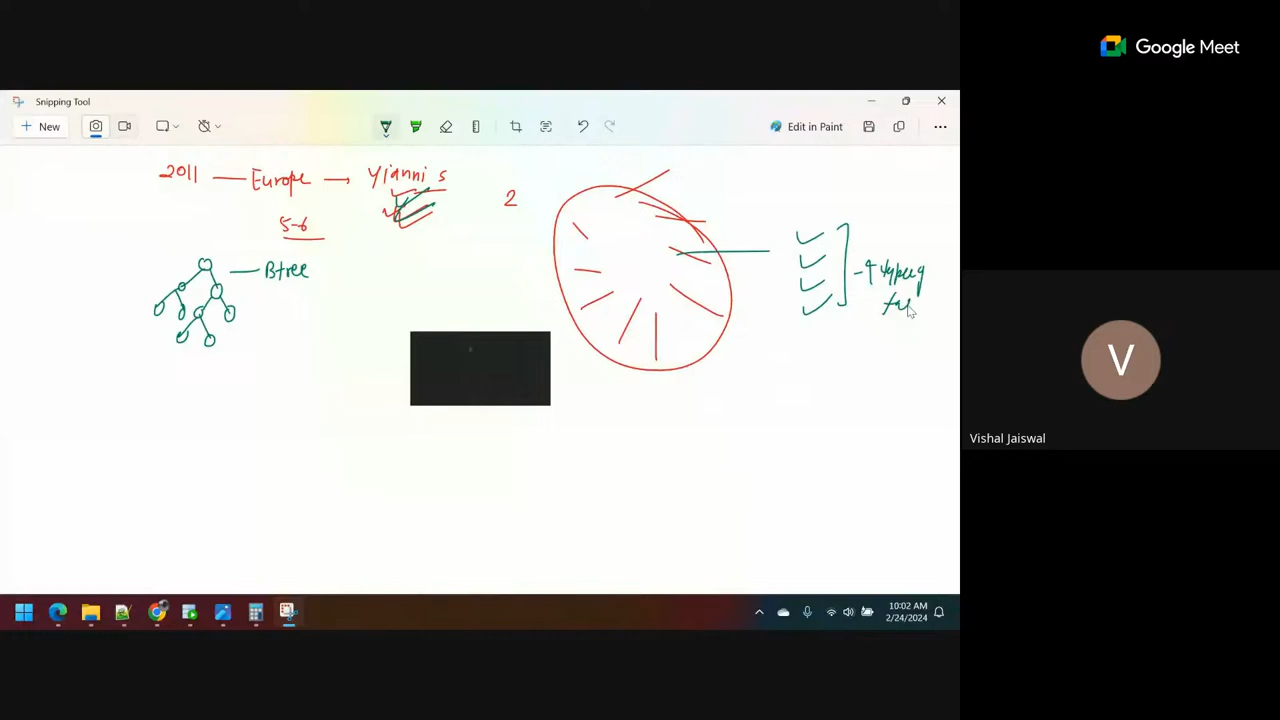 Google Meet
Snipping Tool
New
Edit in Paint
2011 — Europe → Yianni s
5-6
2
Btree
V
Vishal Jaiswal
10:02 AM
2/24/2024